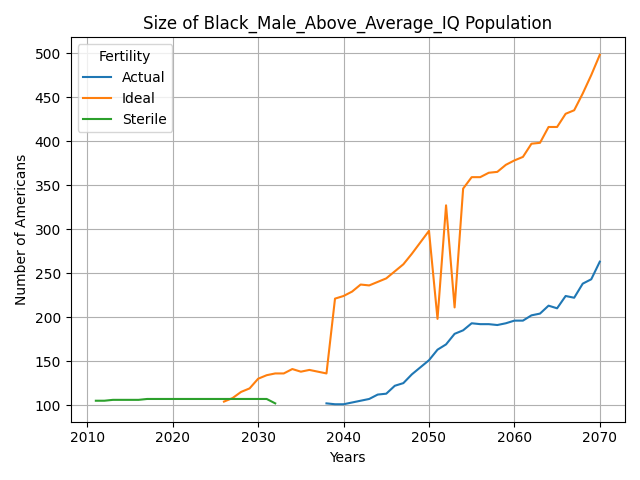 Size of Black_Male_Above_Average_IQ Population
Fertility
Actual
Ideal
Sterile
Number of Americans
500
450
400
350
300
250
200
150
100
2010 2020 2030 2040 2050 2060 2070
Years